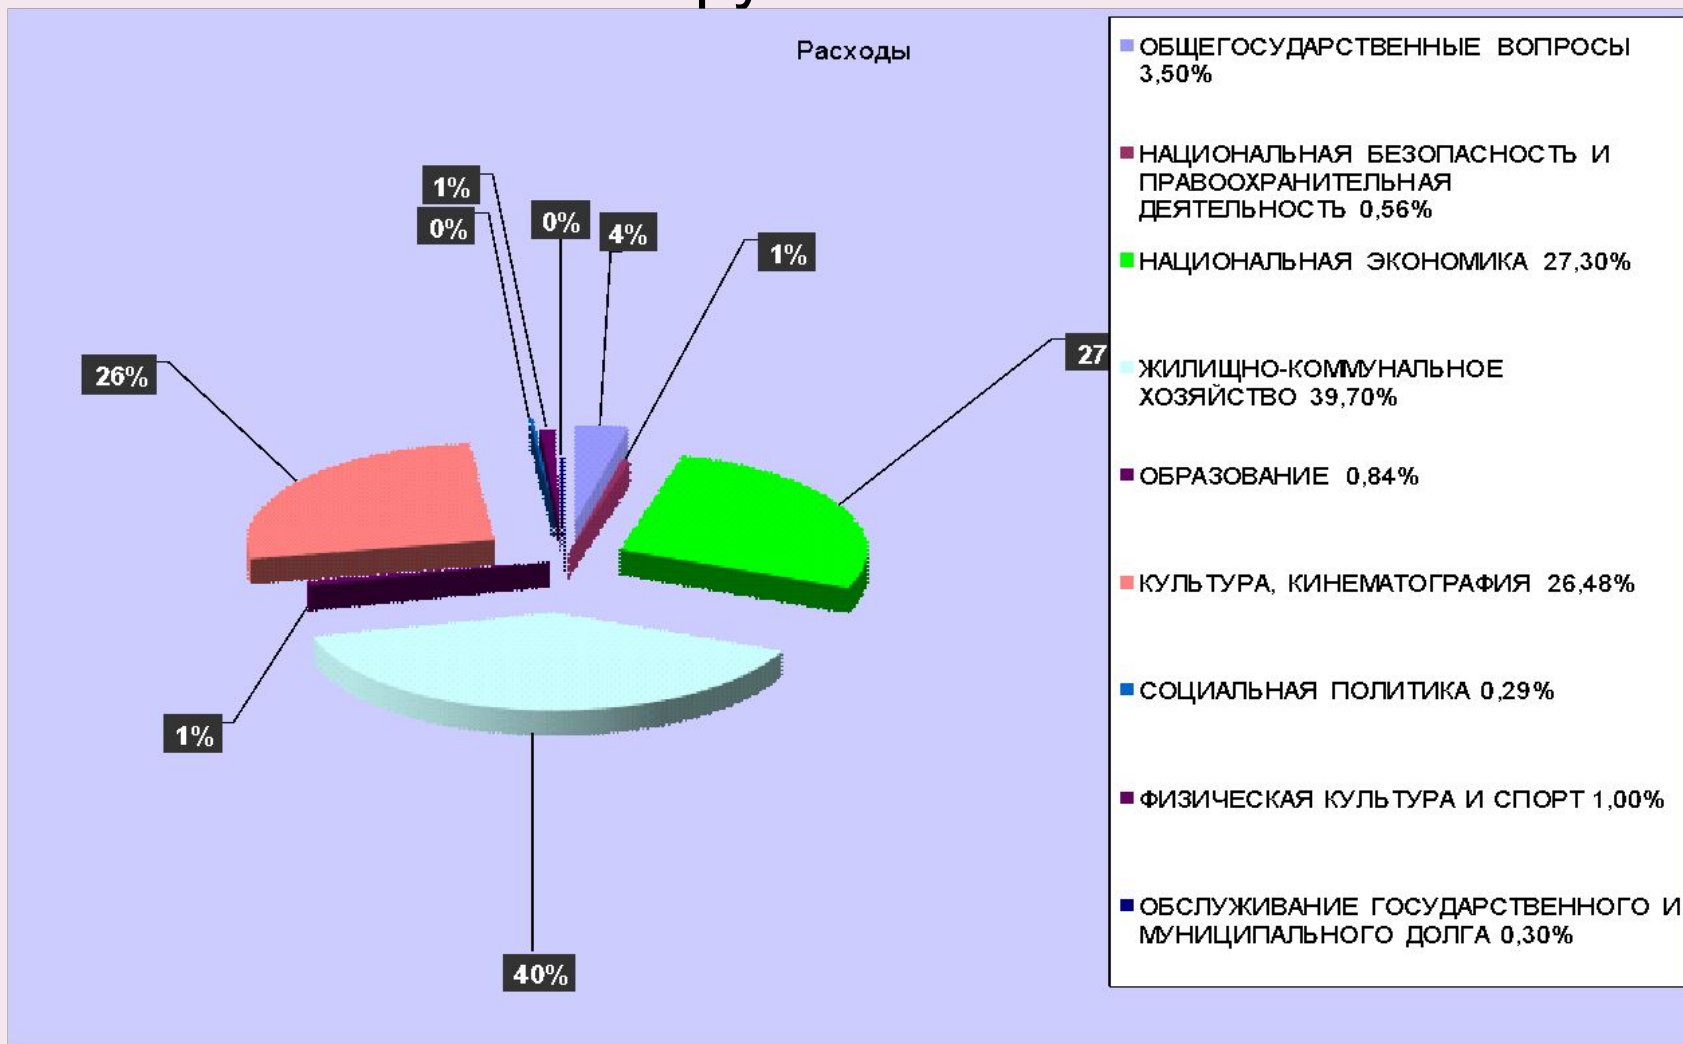 Расходы
1%
0%
0%
4%
1%
27
26%
1%
40%
ОБЩЕГОСУДАРСТВЕННЫЕ ВОПРОСЫ
3,50%
НАЦИОНАЛЬНАЯ БЕЗОПАСНОСТЬ И
ПРАВООХРАНИТЕЛЬНАЯ
ДЕЯТЕЛЬНОСТЬ 0,56%
НАЦИОНАЛЬНАЯ ЭКОНОМИКА 27,30%
ЖИЛИЩНО-КОММУНАЛЬНОЕ
ХОЗЯЙСТВО 39,70%
ОБРАЗОВАНИЕ 0,84%
КУЛЬТУРА, КИНЕМАТОГРАФИЯ 26,48%
СОЦИАЛЬНАЯ ПОЛИТИКА 0,29%
ФИЗИЧЕСКАЯ КУЛЬТУРА И СПОРТ 1,00%
ОБСЛУЖИВАНИЕ ГОСУДАРСТВЕННОГО И
МУНИЦИПАЛЬНОГО ДОЛГА 0,30%